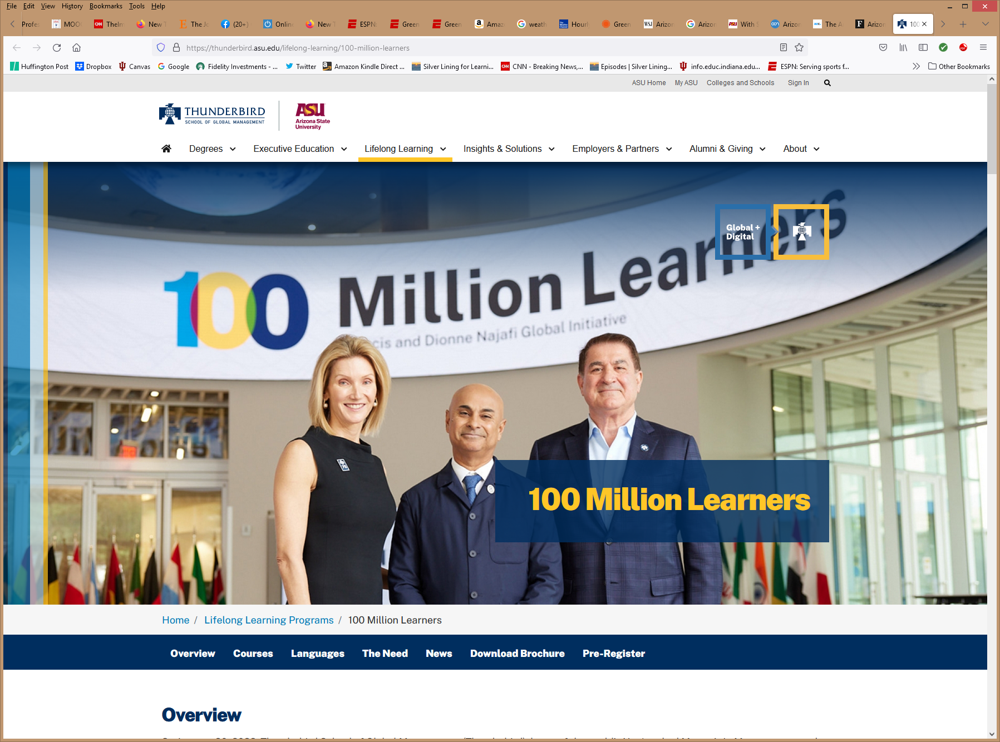 File Edit View History Bookmarks Tools Help
Profe MOO Thelm New T The Jo (20+) Online New T ESPN: Green Green Amaz weath Hourly Green Arizon Arizon With S Arizon The A Arizon 100
https://thunderbird.asu.edu/lifelong-learning/100-million-learners
Huffington Post Dropbox Canvas Google Fidelity Investments - ... Twitter Amazon Kindle Direct ... Silver Lining for Learni... CNN - Breaking News,... Episodes | Silver Lining... info.educ.indiana.edu... ESPN: Serving sports f... Other Bookmarks
ASU Home My ASU Colleges and Schools Sign In
THUNDERBIRD
SCHOOL OF GLOBAL MANAGEMENT
ASU
Arizona State
University
Degrees Executive Education Lifelong Learning Insights & Solutions Employers & Partners Alumni & Giving About
Global +
Digital
100 Million Learners
cis and Dionne Najafi Global Initiative
100 Million Learners
Home / Lifelong Learning Programs / 100 Million Learners
Overview Courses Languages The Need News Download Brochure Pre-Register
Overview